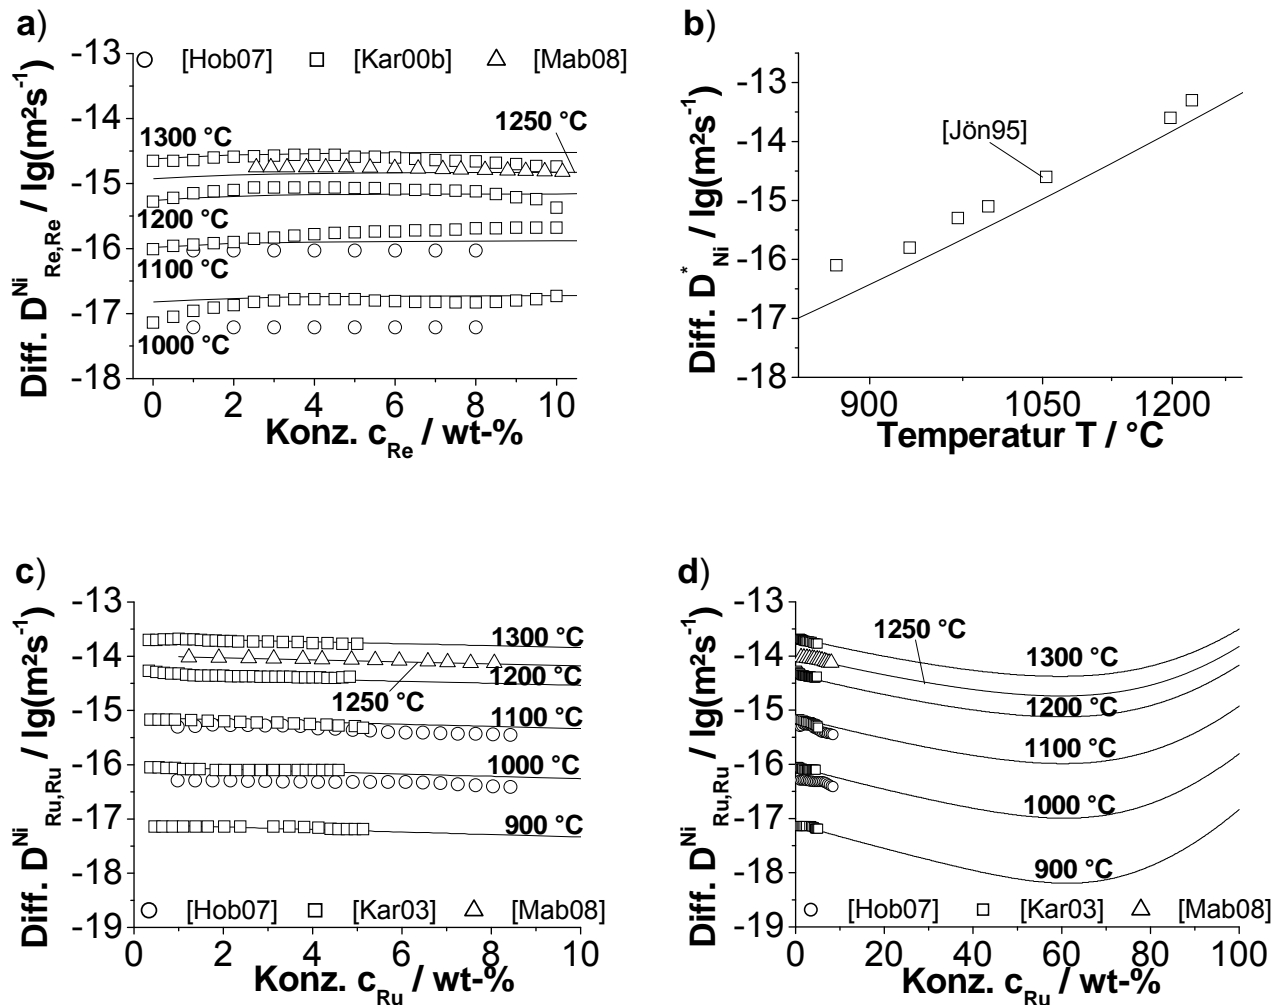 a)
-13
-14
-15
-16
-17
-18
Diff. D^Ni_Re,Re / lg(m²s⁻¹)
[Hob07] [Kar00b] [Mab08]
1250 °C
1300 °C
1200 °C
1100 °C
1000 °C
0 2 4 6 8 10
Konz. c_Re / wt-%
b)
-13
-14
-15
-16
-17
-18
Diff. D^*_Ni / lg(m²s⁻¹)
[Jön95]
900 1050 1200
Temperatur T / °C
c)
-13
-14
-15
-16
-17
-18
-19
Diff. D^Ni_Ru,Ru / lg(m²s⁻¹)
1300 °C
1200 °C
1250 °C
1100 °C
1000 °C
900 °C
[Hob07] [Kar03] [Mab08]
0 2 4 6 8 10
Konz. c_Ru / wt-%
d)
-13
-14
-15
-16
-17
-18
-19
Diff. D^Ni_Ru,Ru / lg(m²s⁻¹)
1250 °C
1300 °C
1200 °C
1100 °C
1000 °C
900 °C
[Hob07] [Kar03] [Mab08]
0 20 40 60 80 100
Konz. c_Ru / wt-%